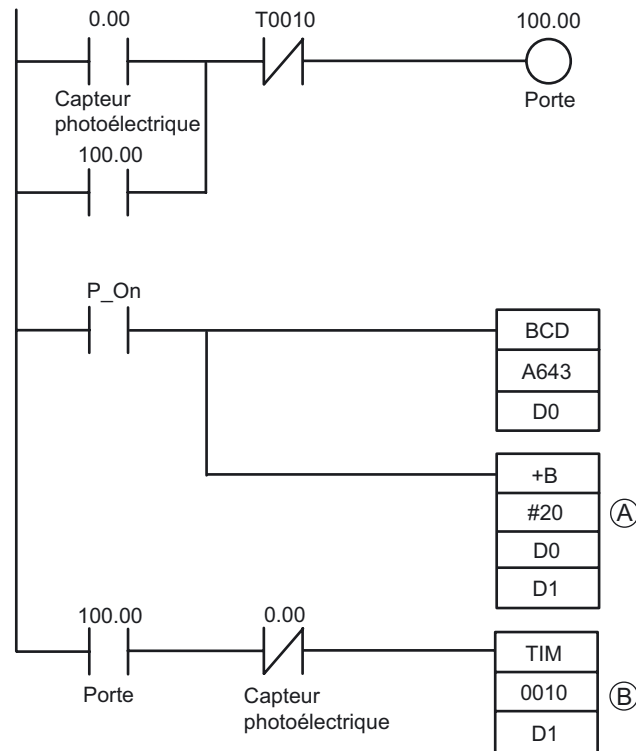 0.00 T0010 100.00
Capteur
photoélectrique
Porte
100.00
P_On
BCD
A643
D0
+B
#20
D0
D1
A
100.00 0.00
Porte
Capteur
photoélectrique
TIM
0010
D1
B